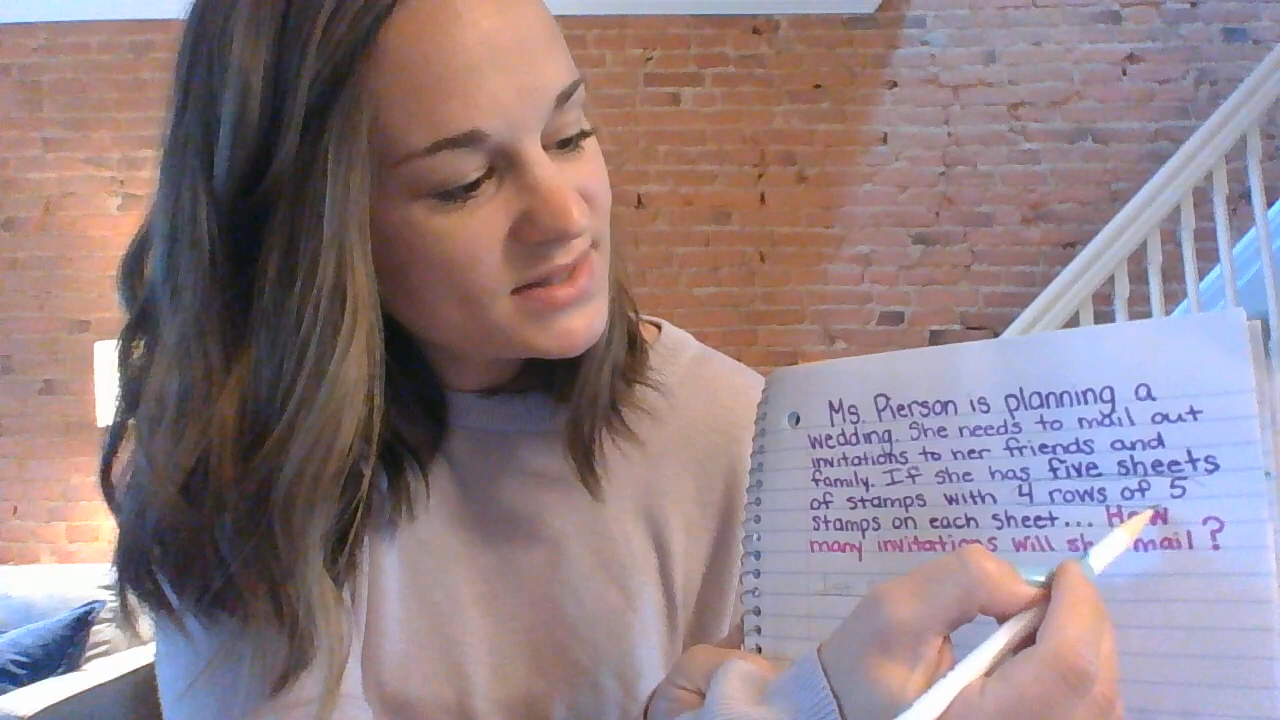 Ms. Pierson is planning a
wedding. She needs to mail out
invitations to her friends and
family. If she has five sheets
of stamps with 4 rows of 5
stamps on each sheet... How
many invitations will she mail?